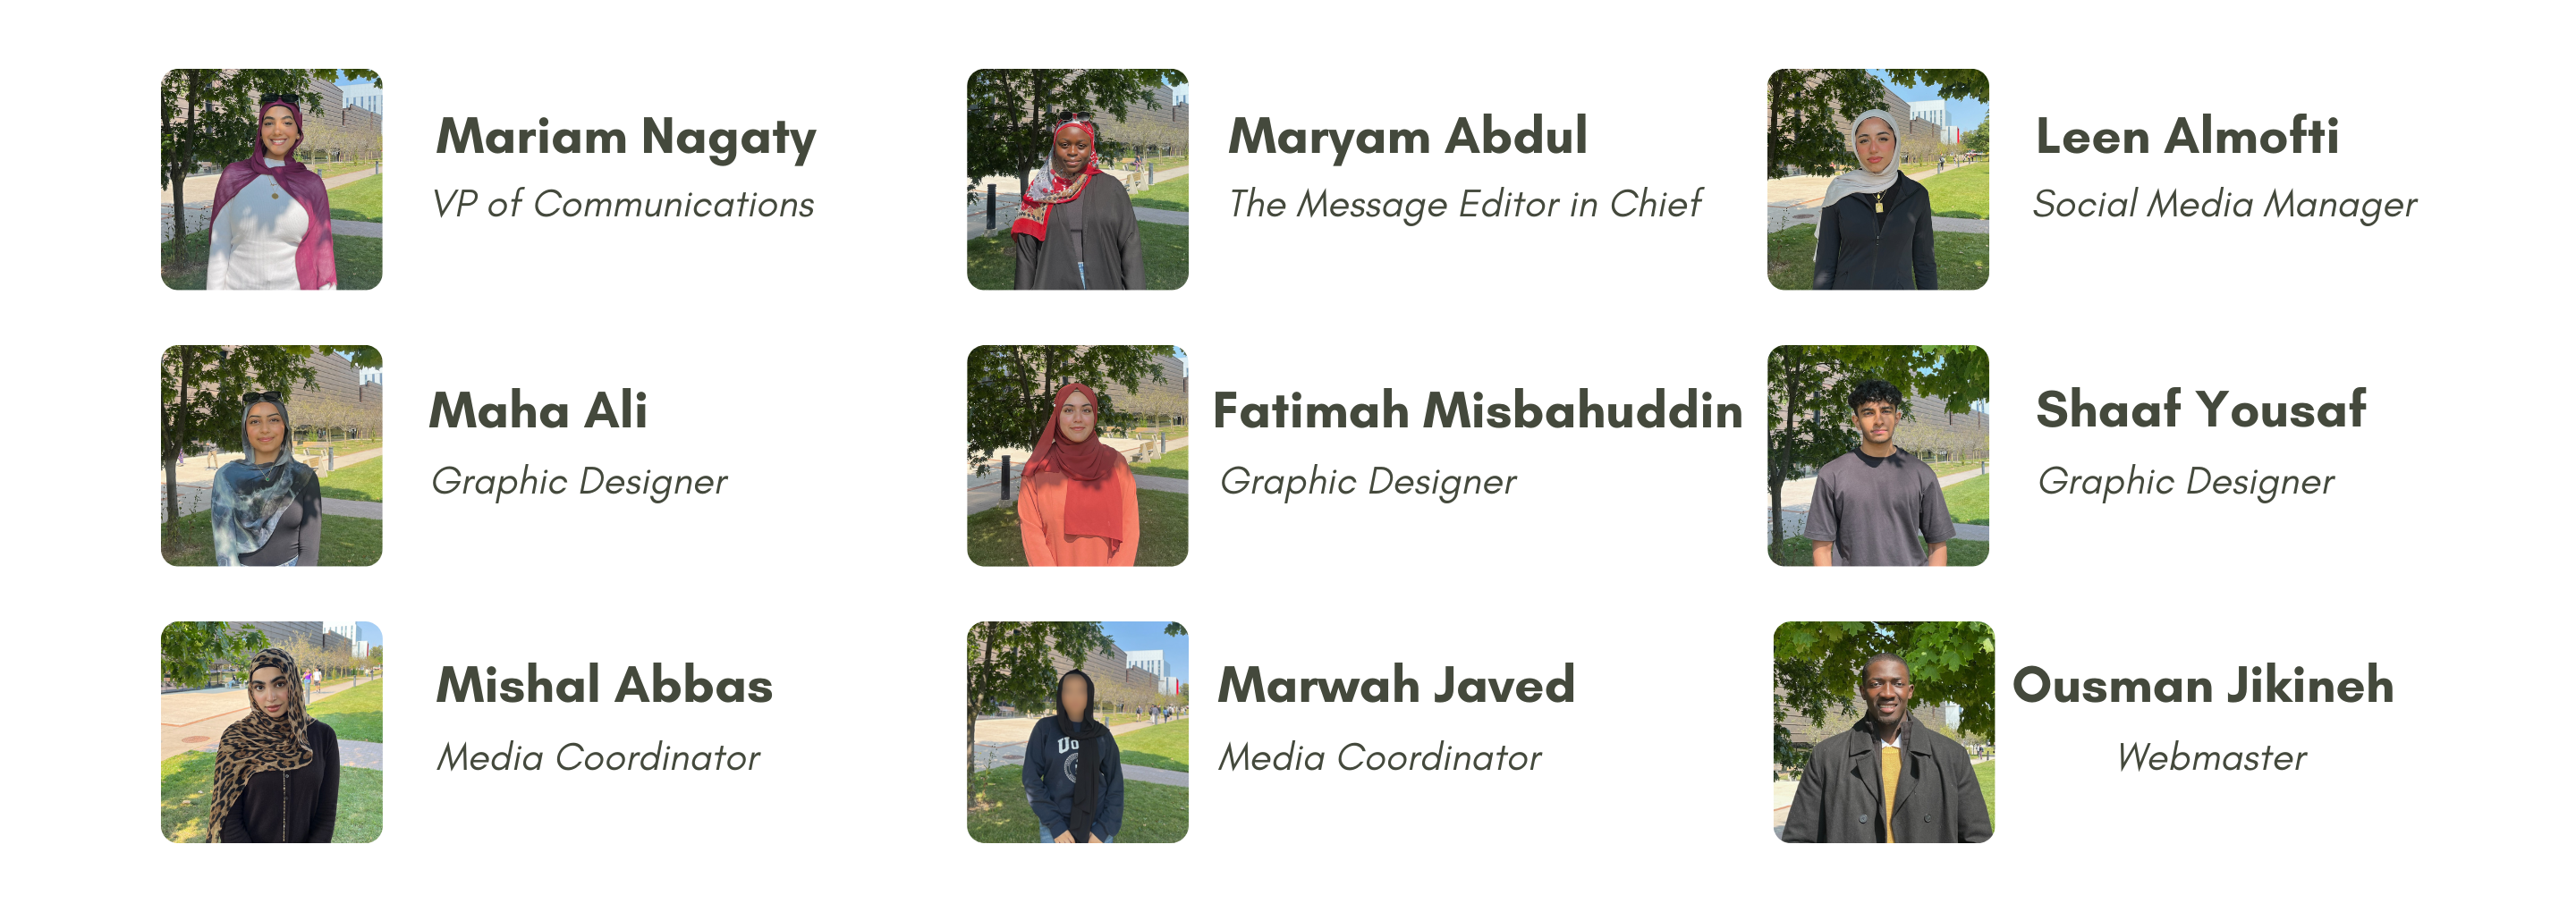 Mariam Nagaty
VP of Communications
Maryam Abdul
The Message Editor in Chief
Leen Almofti
Social Media Manager
Maha Ali
Graphic Designer
Fatimah Misbahuddin
Graphic Designer
Shaaf Yousaf
Graphic Designer
Mishal Abbas
Media Coordinator
Marwah Javed
Media Coordinator
Ousman Jikineh
Webmaster